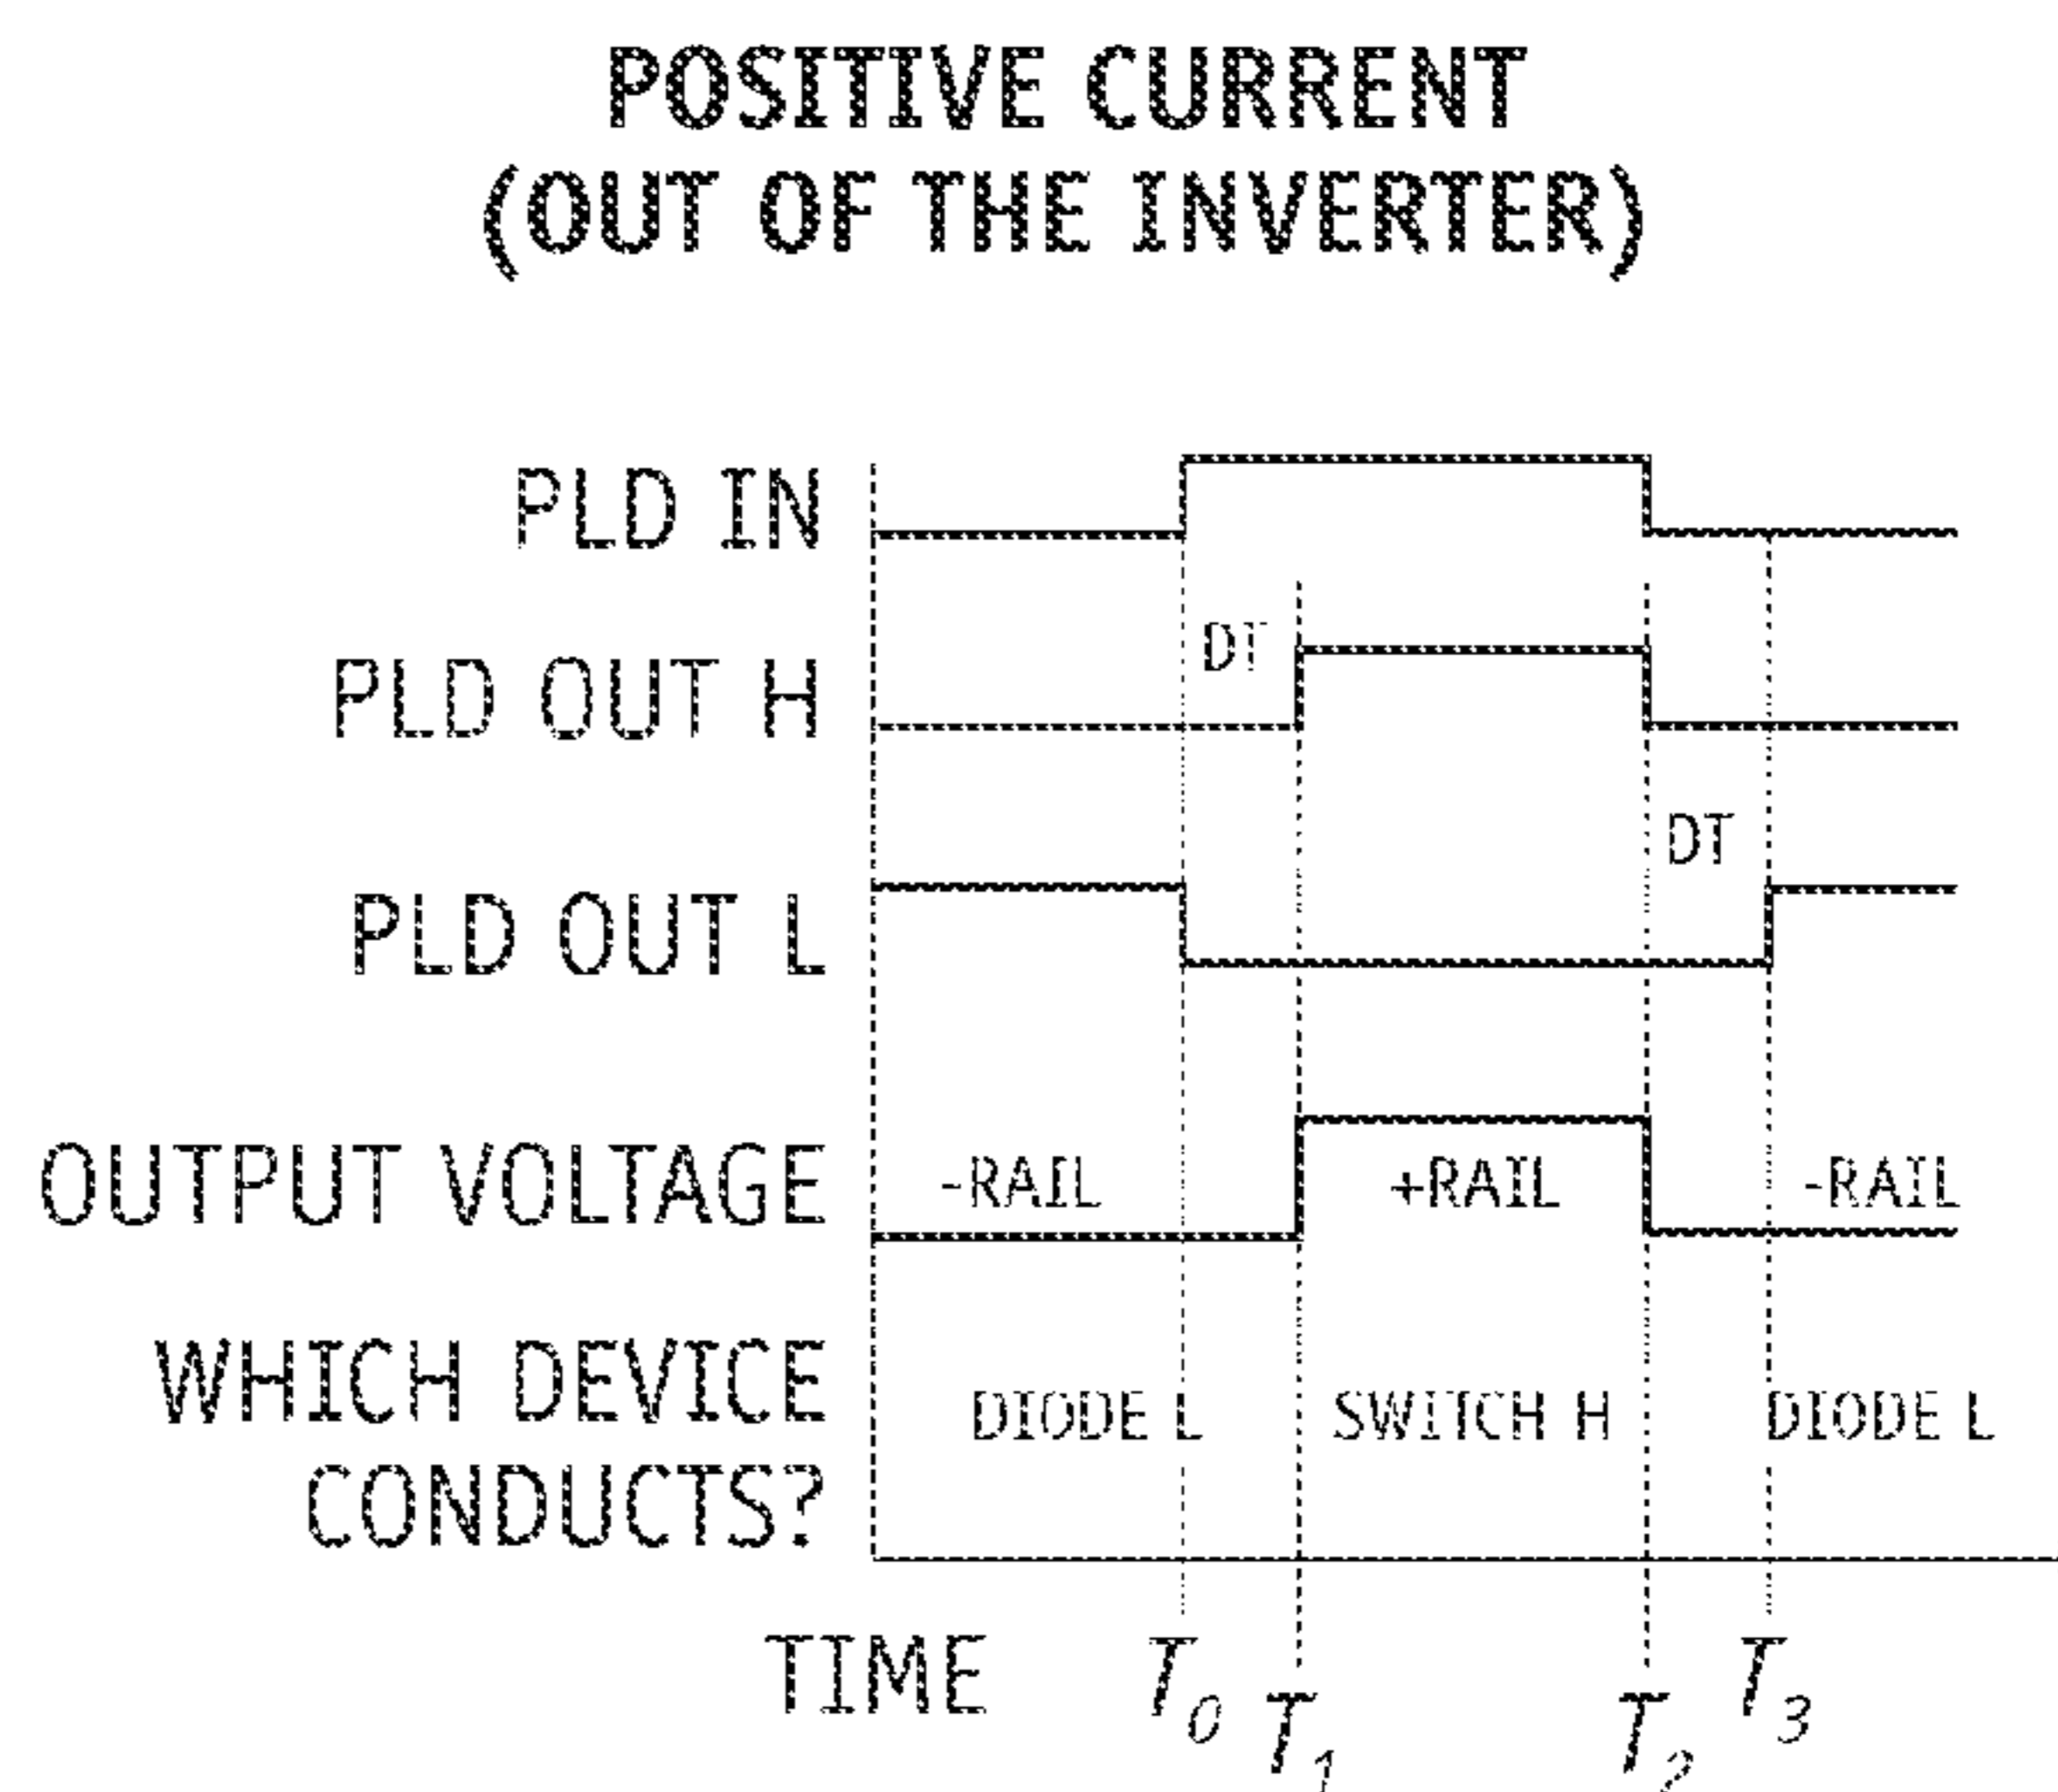 POSITIVE CURRENT
(OUT OF THE INVERTER)
PLD IN
DT
PLD OUT H
DT
PLD OUT L
OUTPUT VOLTAGE
-RAIL +RAIL -RAIL
WHICH DEVICE
CONDUCTS?
DIODE L SWITCH H DIODE L
TIME T0 T1 T2 T3